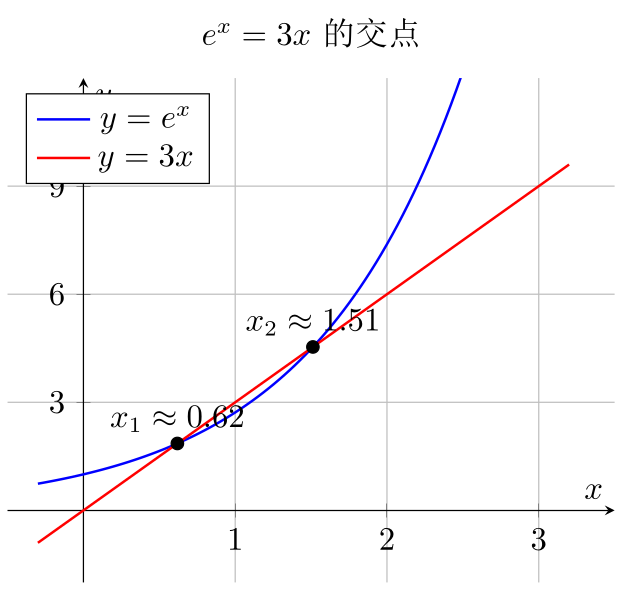 e^x = 3x 的交点
y = e^x
y = 3x
9
6
x_2 ≈ 1.51
3
x_1 ≈ 0.62
x
1 2 3